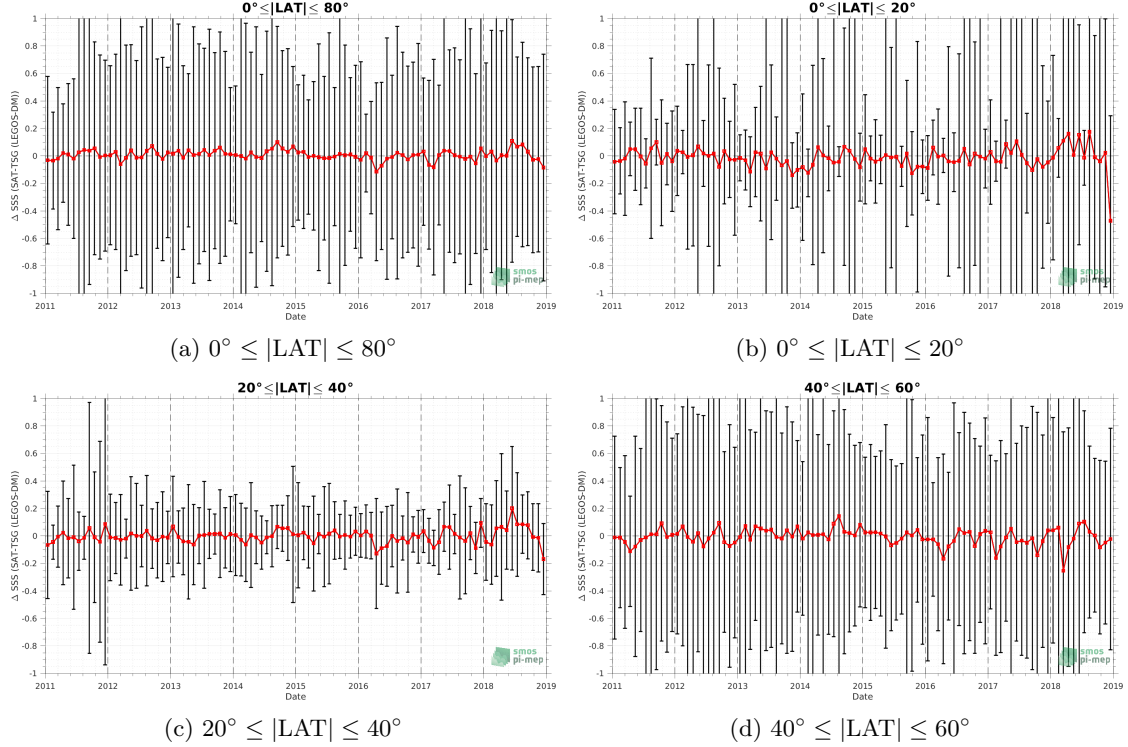 0°≤|LAT|≤ 80°
1
0.8
0.6
0.4
0.2
0
-0.2
-0.4
-0.6
-0.8
-1
Δ SSS (SAT-TSG (LEGOS-DM))
2011 2012 2013 2014 2015 2016 2017 2018 2019
Date
smos
pi-mep
(a) 0° ≤ |LAT| ≤ 80°
0°≤|LAT|≤ 20°
1
0.8
0.6
0.4
0.2
0
-0.2
-0.4
-0.6
-0.8
-1
Δ SSS (SAT-TSG (LEGOS-DM))
2011 2012 2013 2014 2015 2016 2017 2018 2019
Date
smos
pi-mep
(b) 0° ≤ |LAT| ≤ 20°
20°≤|LAT|≤ 40°
1
0.8
0.6
0.4
0.2
0
-0.2
-0.4
-0.6
-0.8
-1
Δ SSS (SAT-TSG (LEGOS-DM))
2011 2012 2013 2014 2015 2016 2017 2018 2019
Date
smos
pi-mep
(c) 20° ≤ |LAT| ≤ 40°
40°≤|LAT|≤ 60°
1
0.8
0.6
0.4
0.2
0
-0.2
-0.4
-0.6
-0.8
-1
Δ SSS (SAT-TSG (LEGOS-DM))
2011 2012 2013 2014 2015 2016 2017 2018 2019
Date
smos
pi-mep
(d) 40° ≤ |LAT| ≤ 60°